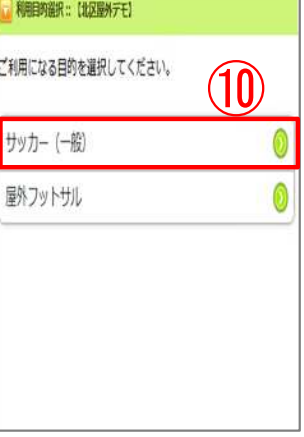 利用目的選択::【北区屋外デモ】
ご利用になる目的を選択してください。
⑩
サッカー（一般）
屋外フットサル